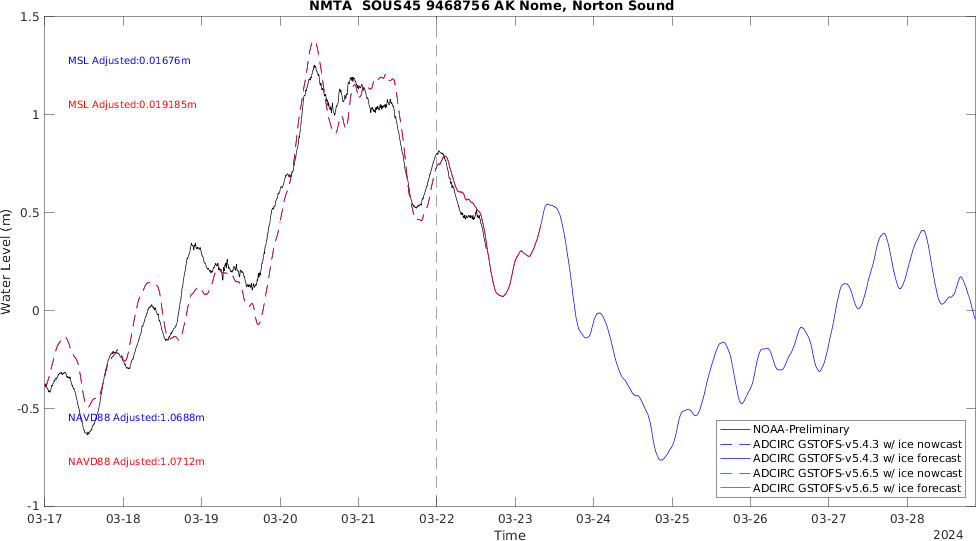 NMTA  SOUS45 9468756 AK Nome, Norton Sound
1.5
MSL Adjusted:0.01676m
MSL Adjusted:0.019185m
1
0.5
Water Level (m)
0
-0.5
NAVD88 Adjusted:1.0688m
NAVD88 Adjusted:1.0712m
-1
NOAA-Preliminary
ADCIRC GSTOFS-v5.4.3 w/ ice nowcast
ADCIRC GSTOFS-v5.4.3 w/ ice forecast
ADCIRC GSTOFS-v5.6.5 w/ ice nowcast
ADCIRC GSTOFS-v5.6.5 w/ ice forecast
03-17 03-18 03-19 03-20 03-21 03-22 03-23 03-24 03-25 03-26 03-27 03-28
Time
2024